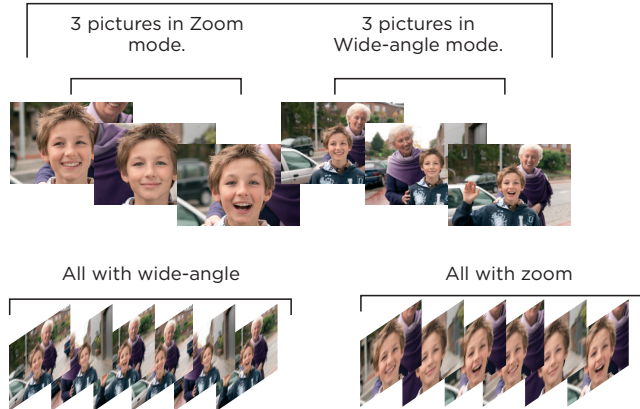 3 pictures in Zoom
mode.
3 pictures in
Wide-angle mode.
All with wide-angle
All with zoom